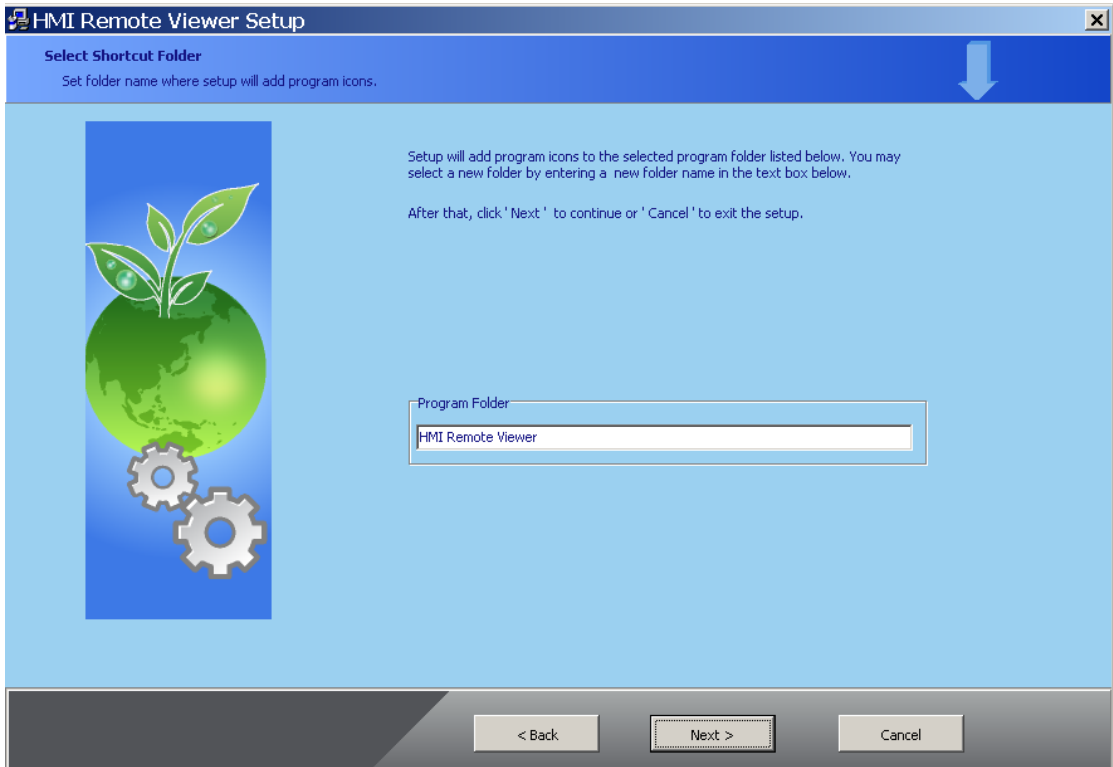 HMI Remote Viewer Setup
Select Shortcut Folder
Set folder name where setup will add program icons.
Setup will add program icons to the selected program folder listed below. You may
select a new folder by entering a  new folder name in the text box below.
After that, click ' Next '  to continue or ' Cancel ' to exit the setup.
Program Folder
HMI Remote Viewer
< Back
Next >
Cancel